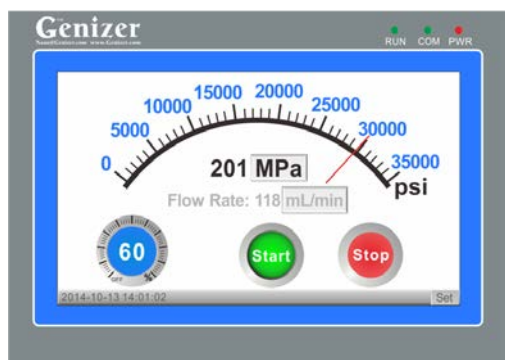 Genizer
RUN COM PWR
0 5000 10000 15000 20000 25000 30000 35000
psi
201 MPa
Flow Rate: 118 mL/min
60
OFF %
Start
Stop
2014-10-13 14:01:02
Set